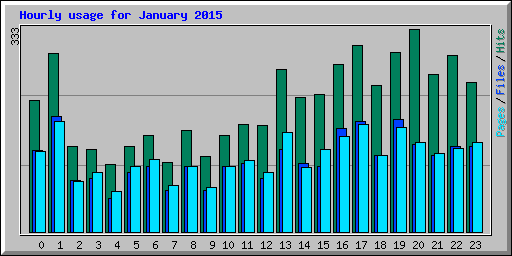 Hourly usage for January 2015
333
Pages / Files / Hits
0 1 2 3 4 5 6 7 8 9 10 11 12 13 14 15 16 17 18 19 20 21 22 23